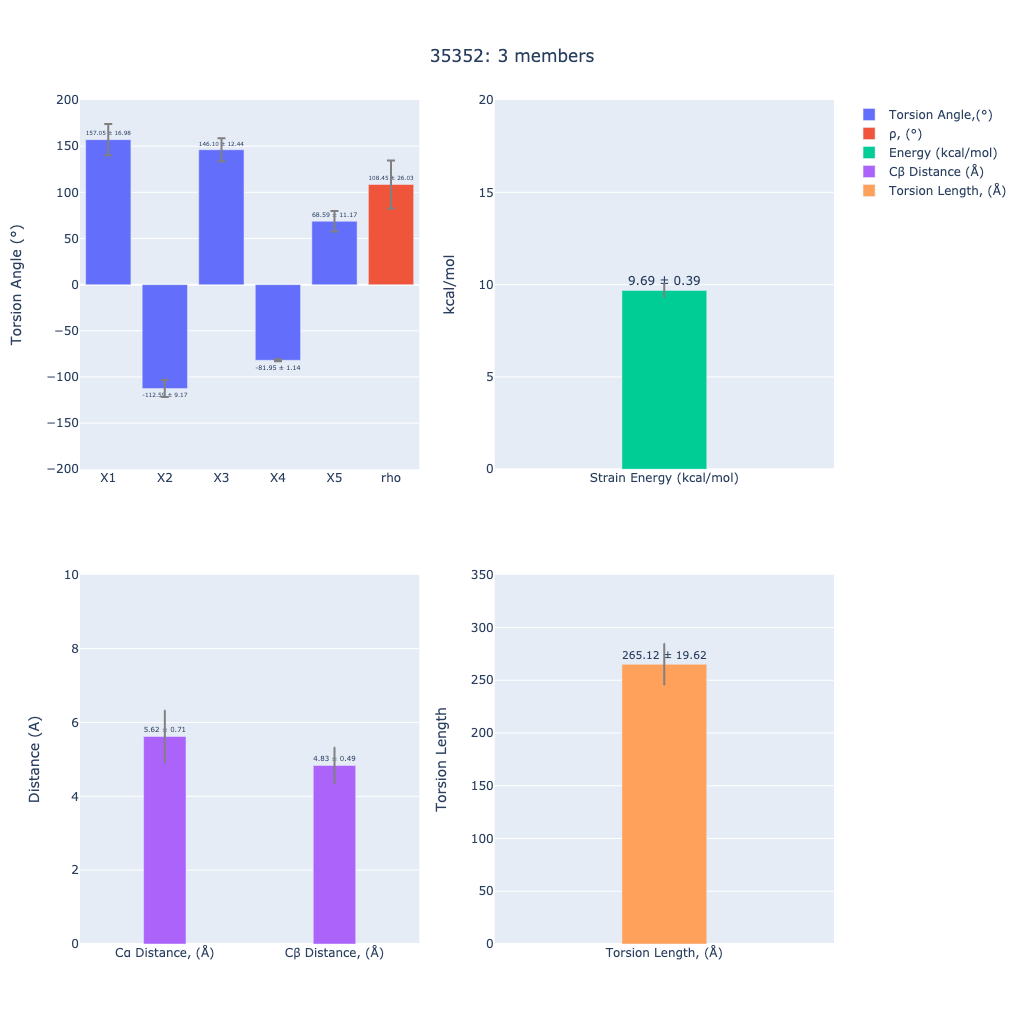 35352: 3 members
Torsion Angle (°)
200
150
100
50
0
−50
−100
−150
−200
157.05 ± 16.98
146.10 ± 12.44
-81.95 ± 1.14
68.59 ± 11.17
108.45 ± 26.03
X1
X2
X3
X4
X5
rho
kcal/mol
20
15
10
5
0
9.69 ± 0.39
Strain Energy (kcal/mol)
Torsion Angle,(°)
ρ, (°)
Energy (kcal/mol)
Cβ Distance (Å)
Torsion Length, (Å)
Distance (A)
10
8
6
4
2
0
5.62 ± 0.71
4.83 ± 0.49
Cα Distance, (Å)
Cβ Distance, (Å)
Torsion Length
350
300
250
200
150
100
50
0
265.12 ± 19.62
Torsion Length, (Å)